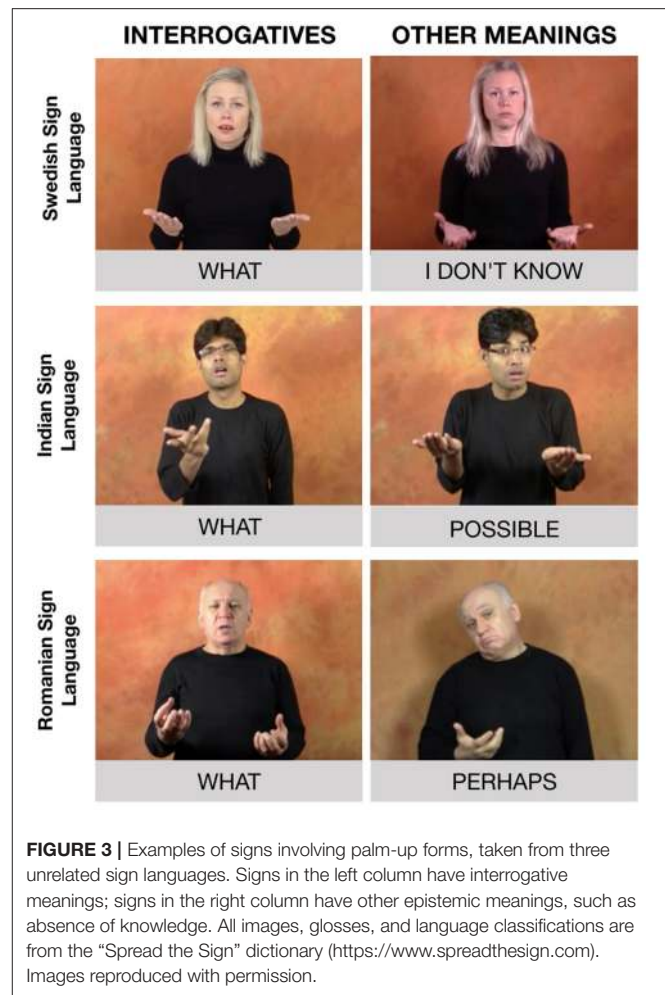 INTERROGATIVES OTHER MEANINGS
Swedish Sign
Language
WHAT I DON'T KNOW
Indian Sign
Language
WHAT POSSIBLE
Romanian Sign
Language
WHAT PERHAPS
FIGURE 3 | Examples of signs involving palm-up forms, taken from three
unrelated sign languages. Signs in the left column have interrogative
meanings; signs in the right column have other epistemic meanings, such as
absence of knowledge. All images, glosses, and language classifications are
from the “Spread the Sign” dictionary (https://www.spreadthesign.com).
Images reproduced with permission.